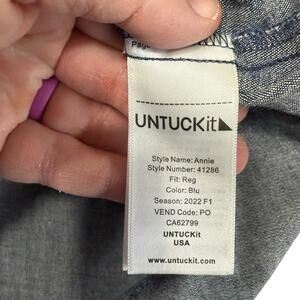 UNTUCKit
Style Name: Annie
Style Number: 41286
Fit: Reg
Color: Blu
Season: 2022 F1
VEND Code: PO
CA62799
UNTUCKit
USA
www.untuckit.com